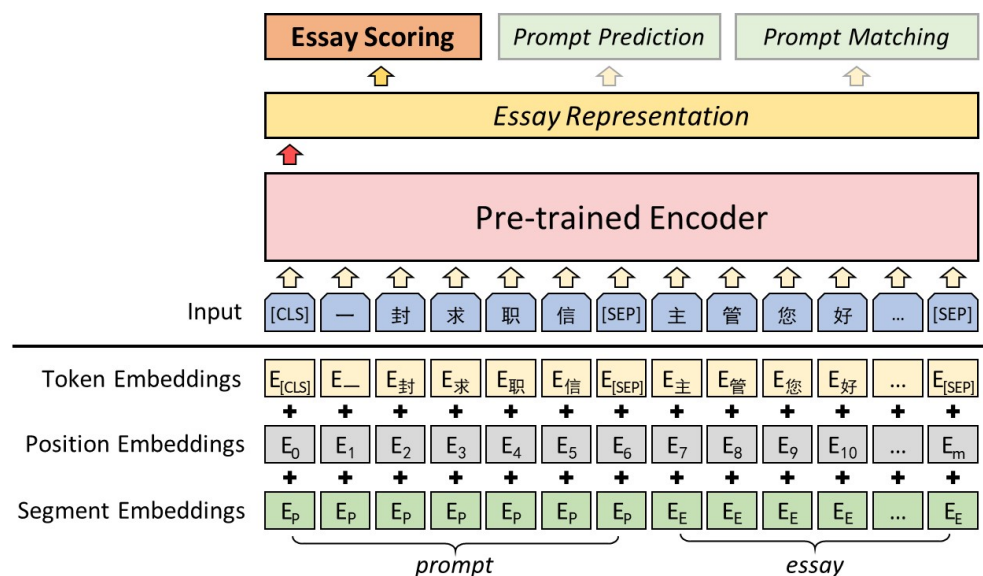 Essay Scoring Prompt Prediction Prompt Matching
Essay Representation
Pre-trained Encoder
Input [CLS] 一 封 求 职 信 [SEP] 主 管 您 好 ... [SEP]
Token Embeddings E[CLS] E一 E封 E求 E职 E信 E[SEP] E主 E管 E您 E好 ... E[SEP]
+ + + + + + + + + + + + +
Position Embeddings E0 E1 E2 E3 E4 E5 E6 E7 E8 E9 E10 ... Em
+ + + + + + + + + + + + +
Segment Embeddings EP EP EP EP EP EP EP EE EE EE EE ... EE
prompt essay